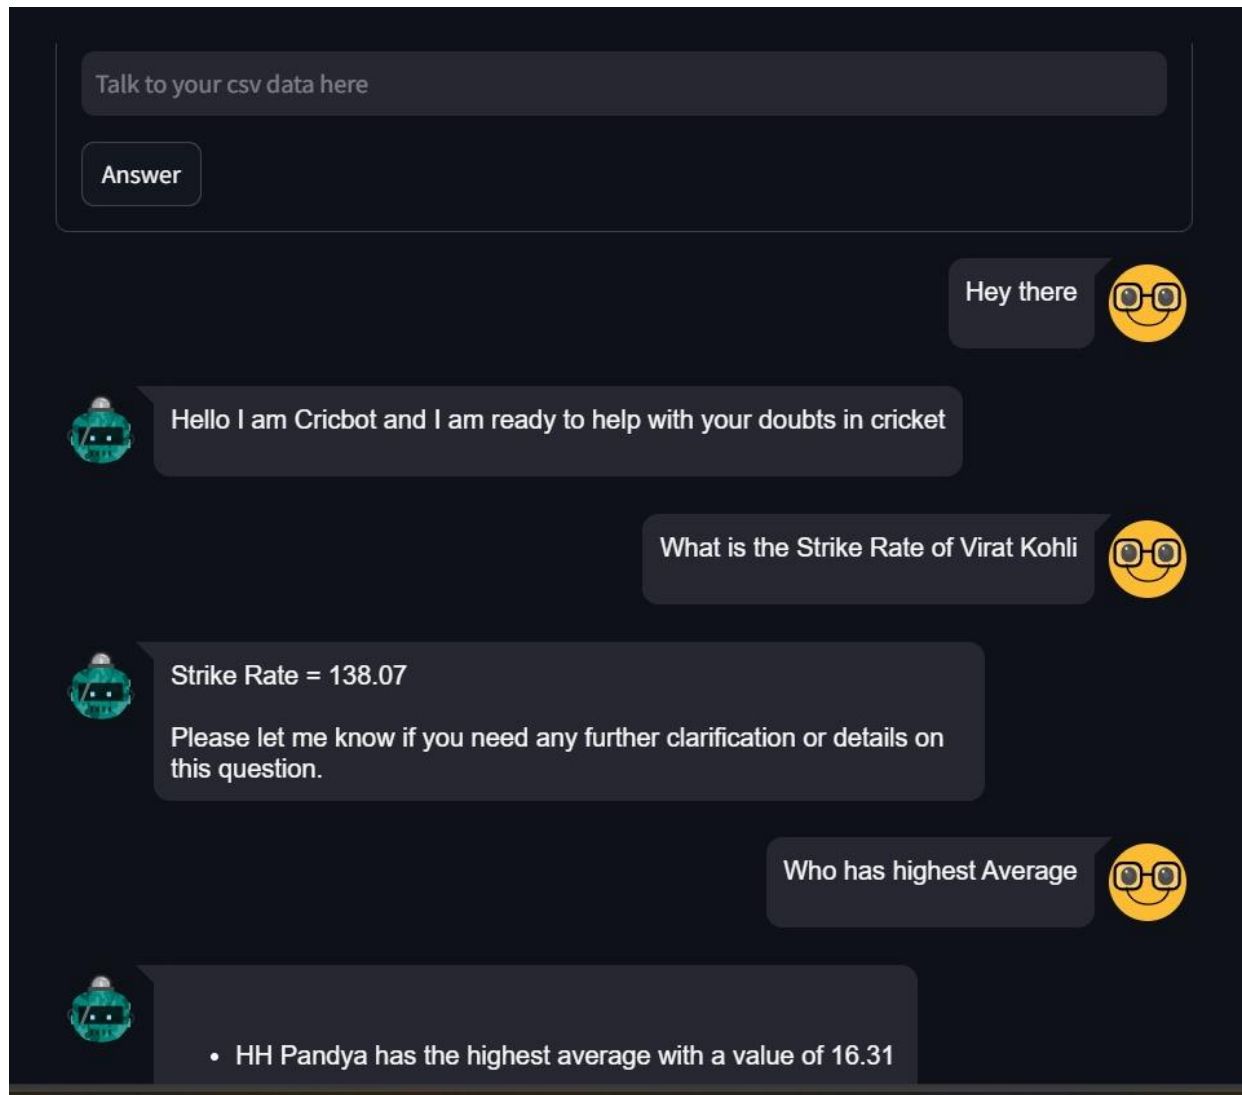 Talk to your csv data here
Answer
Hey there
Hello I am Cricbot and I am ready to help with your doubts in cricket
What is the Strike Rate of Virat Kohli
Strike Rate = 138.07
Please let me know if you need any further clarification or details on
this question.
Who has highest Average
• HH Pandya has the highest average with a value of 16.31